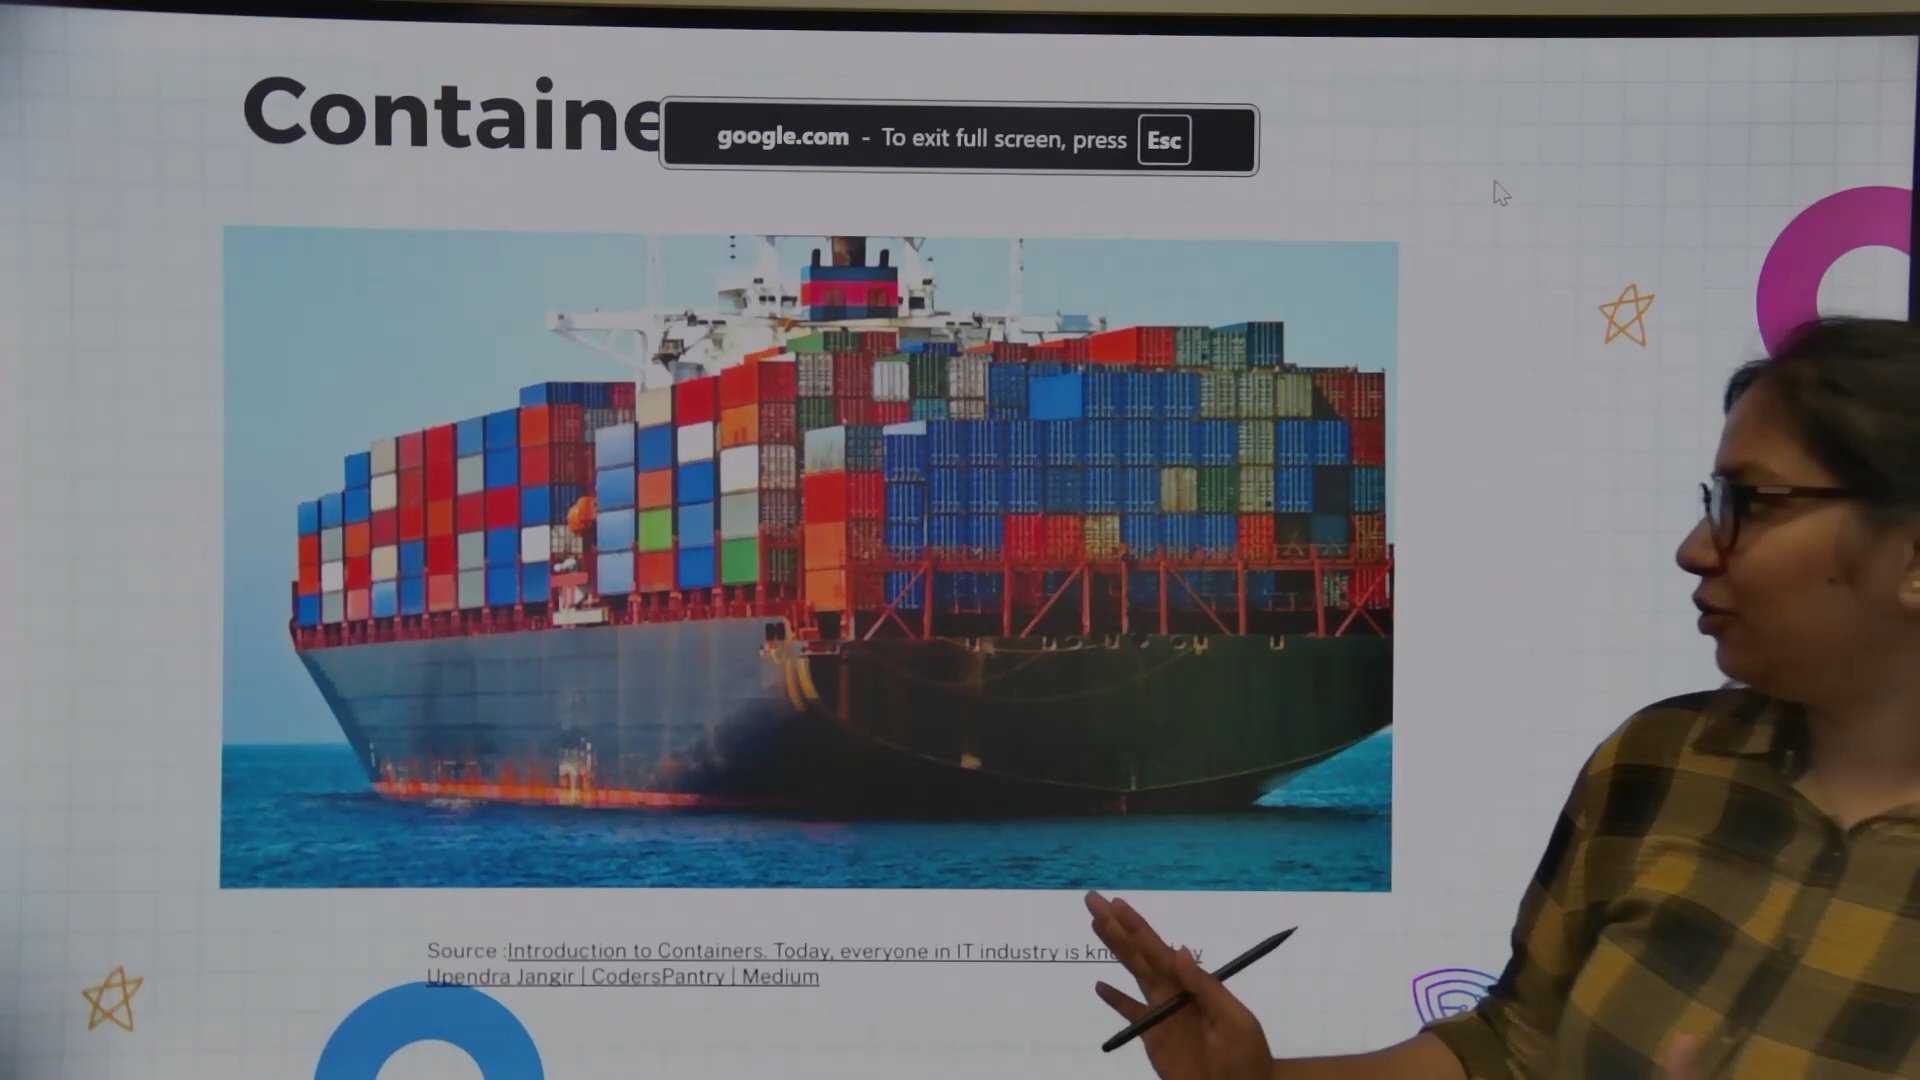 Containe
google.com - To exit full screen, press Esc
Source :Introduction to Containers. Today, everyone in IT industry is
Upendra Jangir | CodersPantry | Medium